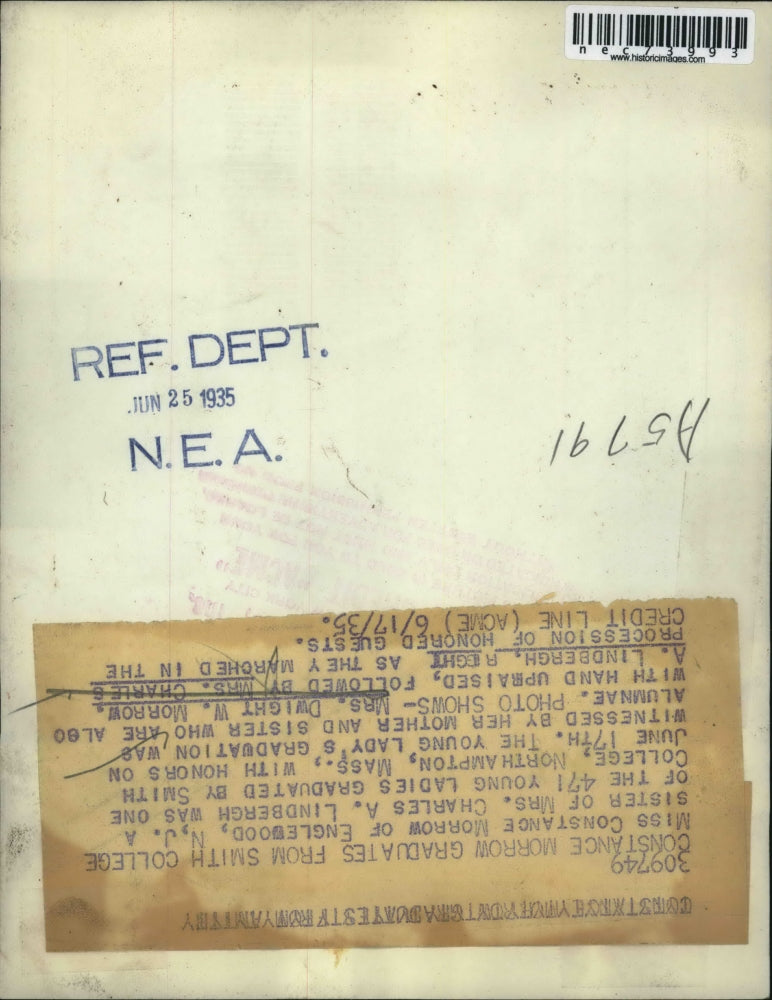 nec73993
www.historicimages.com
REF. DEPT.
JUN 25 1935
N.E.A.
A5791
309749
CONSTANCE MORROW GRADUATES FROM SMITH COLLEGE
MISS CONSTANCE MORROW OF ENGLEWOOD, N,J. A
SISTER OF MRS. CHARLES A. LINDBERGH WAS ONE
OF THE 471 YOUNG LADIES GRADUATED BY SMITH
COLLEGE, NORTHAMPTON, MASS., WITH HONORS ON
JUNE 17TH. THE YOUNG LADY'S GRADUATION WAS
WITNESSED BY HER MOTHER AND SISTER WHO ARE ALSO
ALUMNAE. PHOTO SHOWS- MRS. DWIGHT W. MORROW,
WITH HAND UPRAISED, FOLLOWED BY MRS. CHARLES
A. LINDBERGH, RIGHT AS THEY MARCHED IN THE
PROCESSION OF HONORED GUESTS.
CREDIT LINE (ACME) 6/17/35.